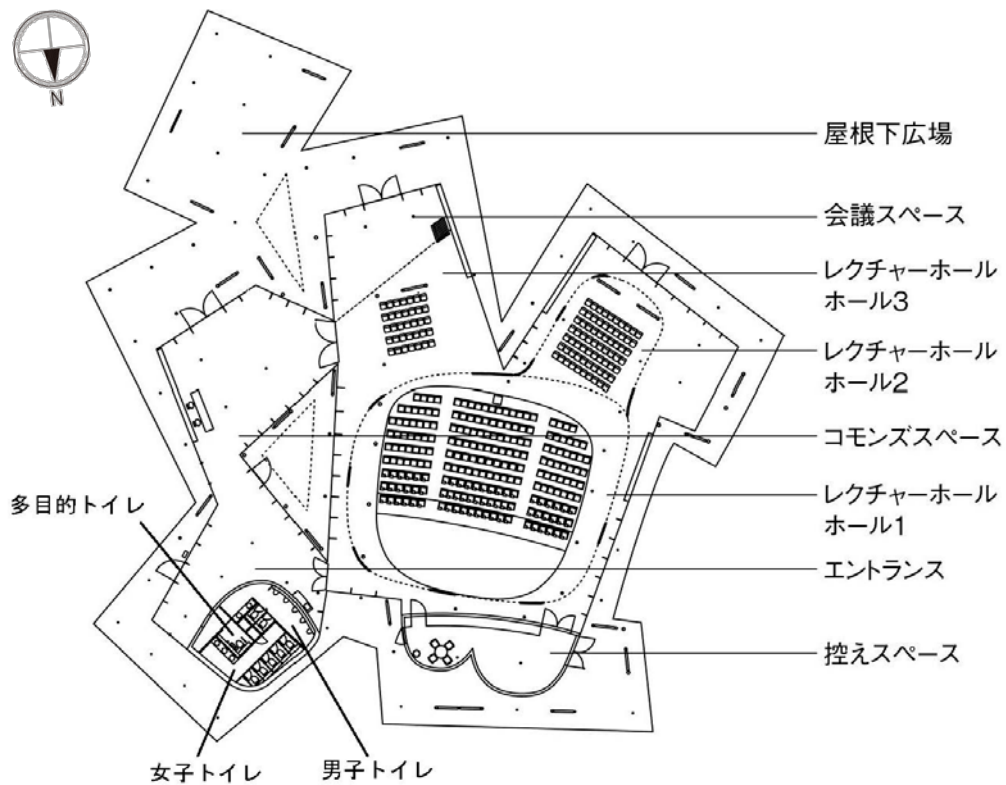 N
屋根下広場
会議スペース
レクチャーホール
ホール3
レクチャーホール
ホール2
コモンズスペース
レクチャーホール
ホール1
エントランス
控えスペース
多目的トイレ
女子トイレ
男子トイレ